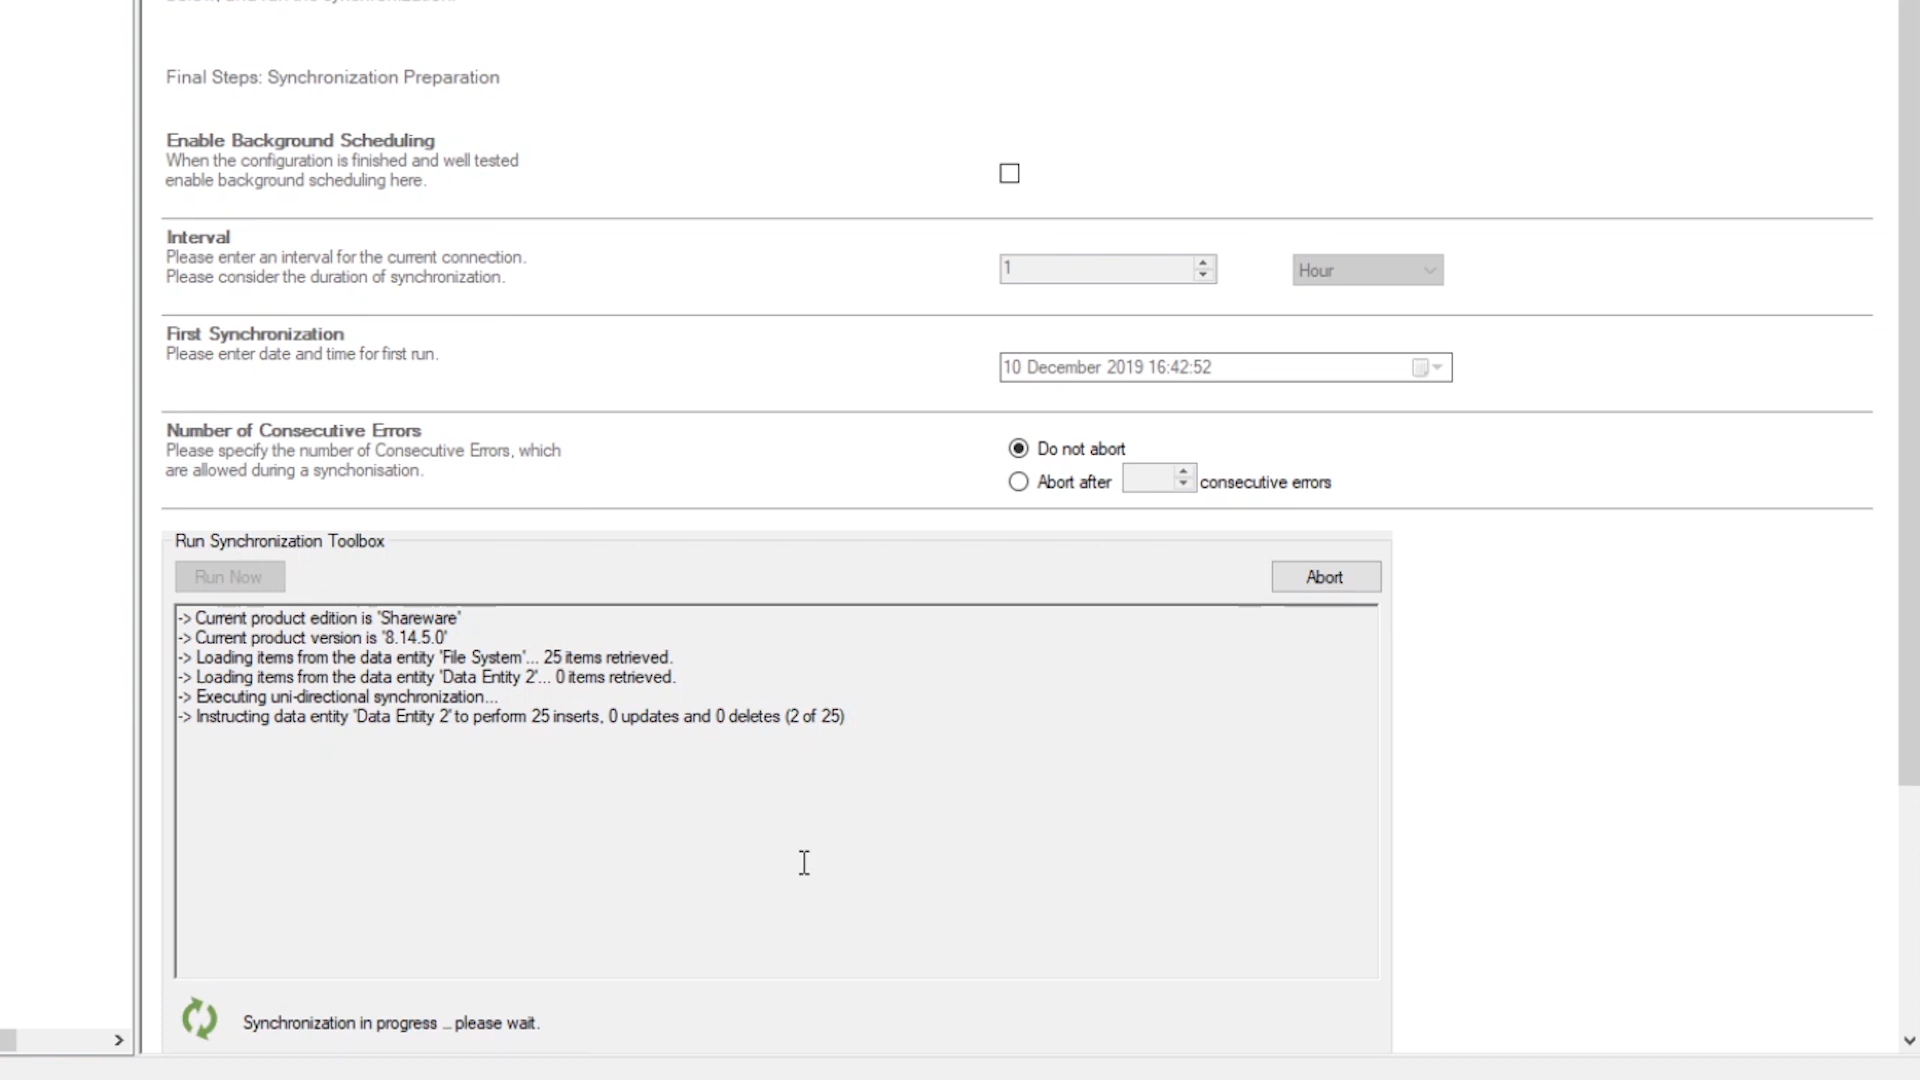 below, and run the synchronization.
Final Steps: Synchronization Preparation
Enable Background Scheduling
When the configuration is finished and well tested
enable background scheduling here.
Interval
Please enter an interval for the current connection.
Please consider the duration of synchronization.
1
Hour
First Synchronization
Please enter date and time for first run.
10 December 2019 16:42:52
Number of Consecutive Errors
Please specify the number of Consecutive Errors, which
are allowed during a synchonisation.
Do not abort
Abort after consecutive errors
Run Synchronization Toolbox
Run Now
Abort
-> Current product edition is 'Shareware'
-> Current product version is '8.14.5.0'
-> Loading items from the data entity 'File System'... 25 items retrieved.
-> Loading items from the data entity 'Data Entity 2'... 0 items retrieved.
-> Executing uni-directional synchronization...
-> Instructing data entity 'Data Entity 2' to perform 25 inserts, 0 updates and 0 deletes (2 of 25)
Synchronization in progress ... please wait.